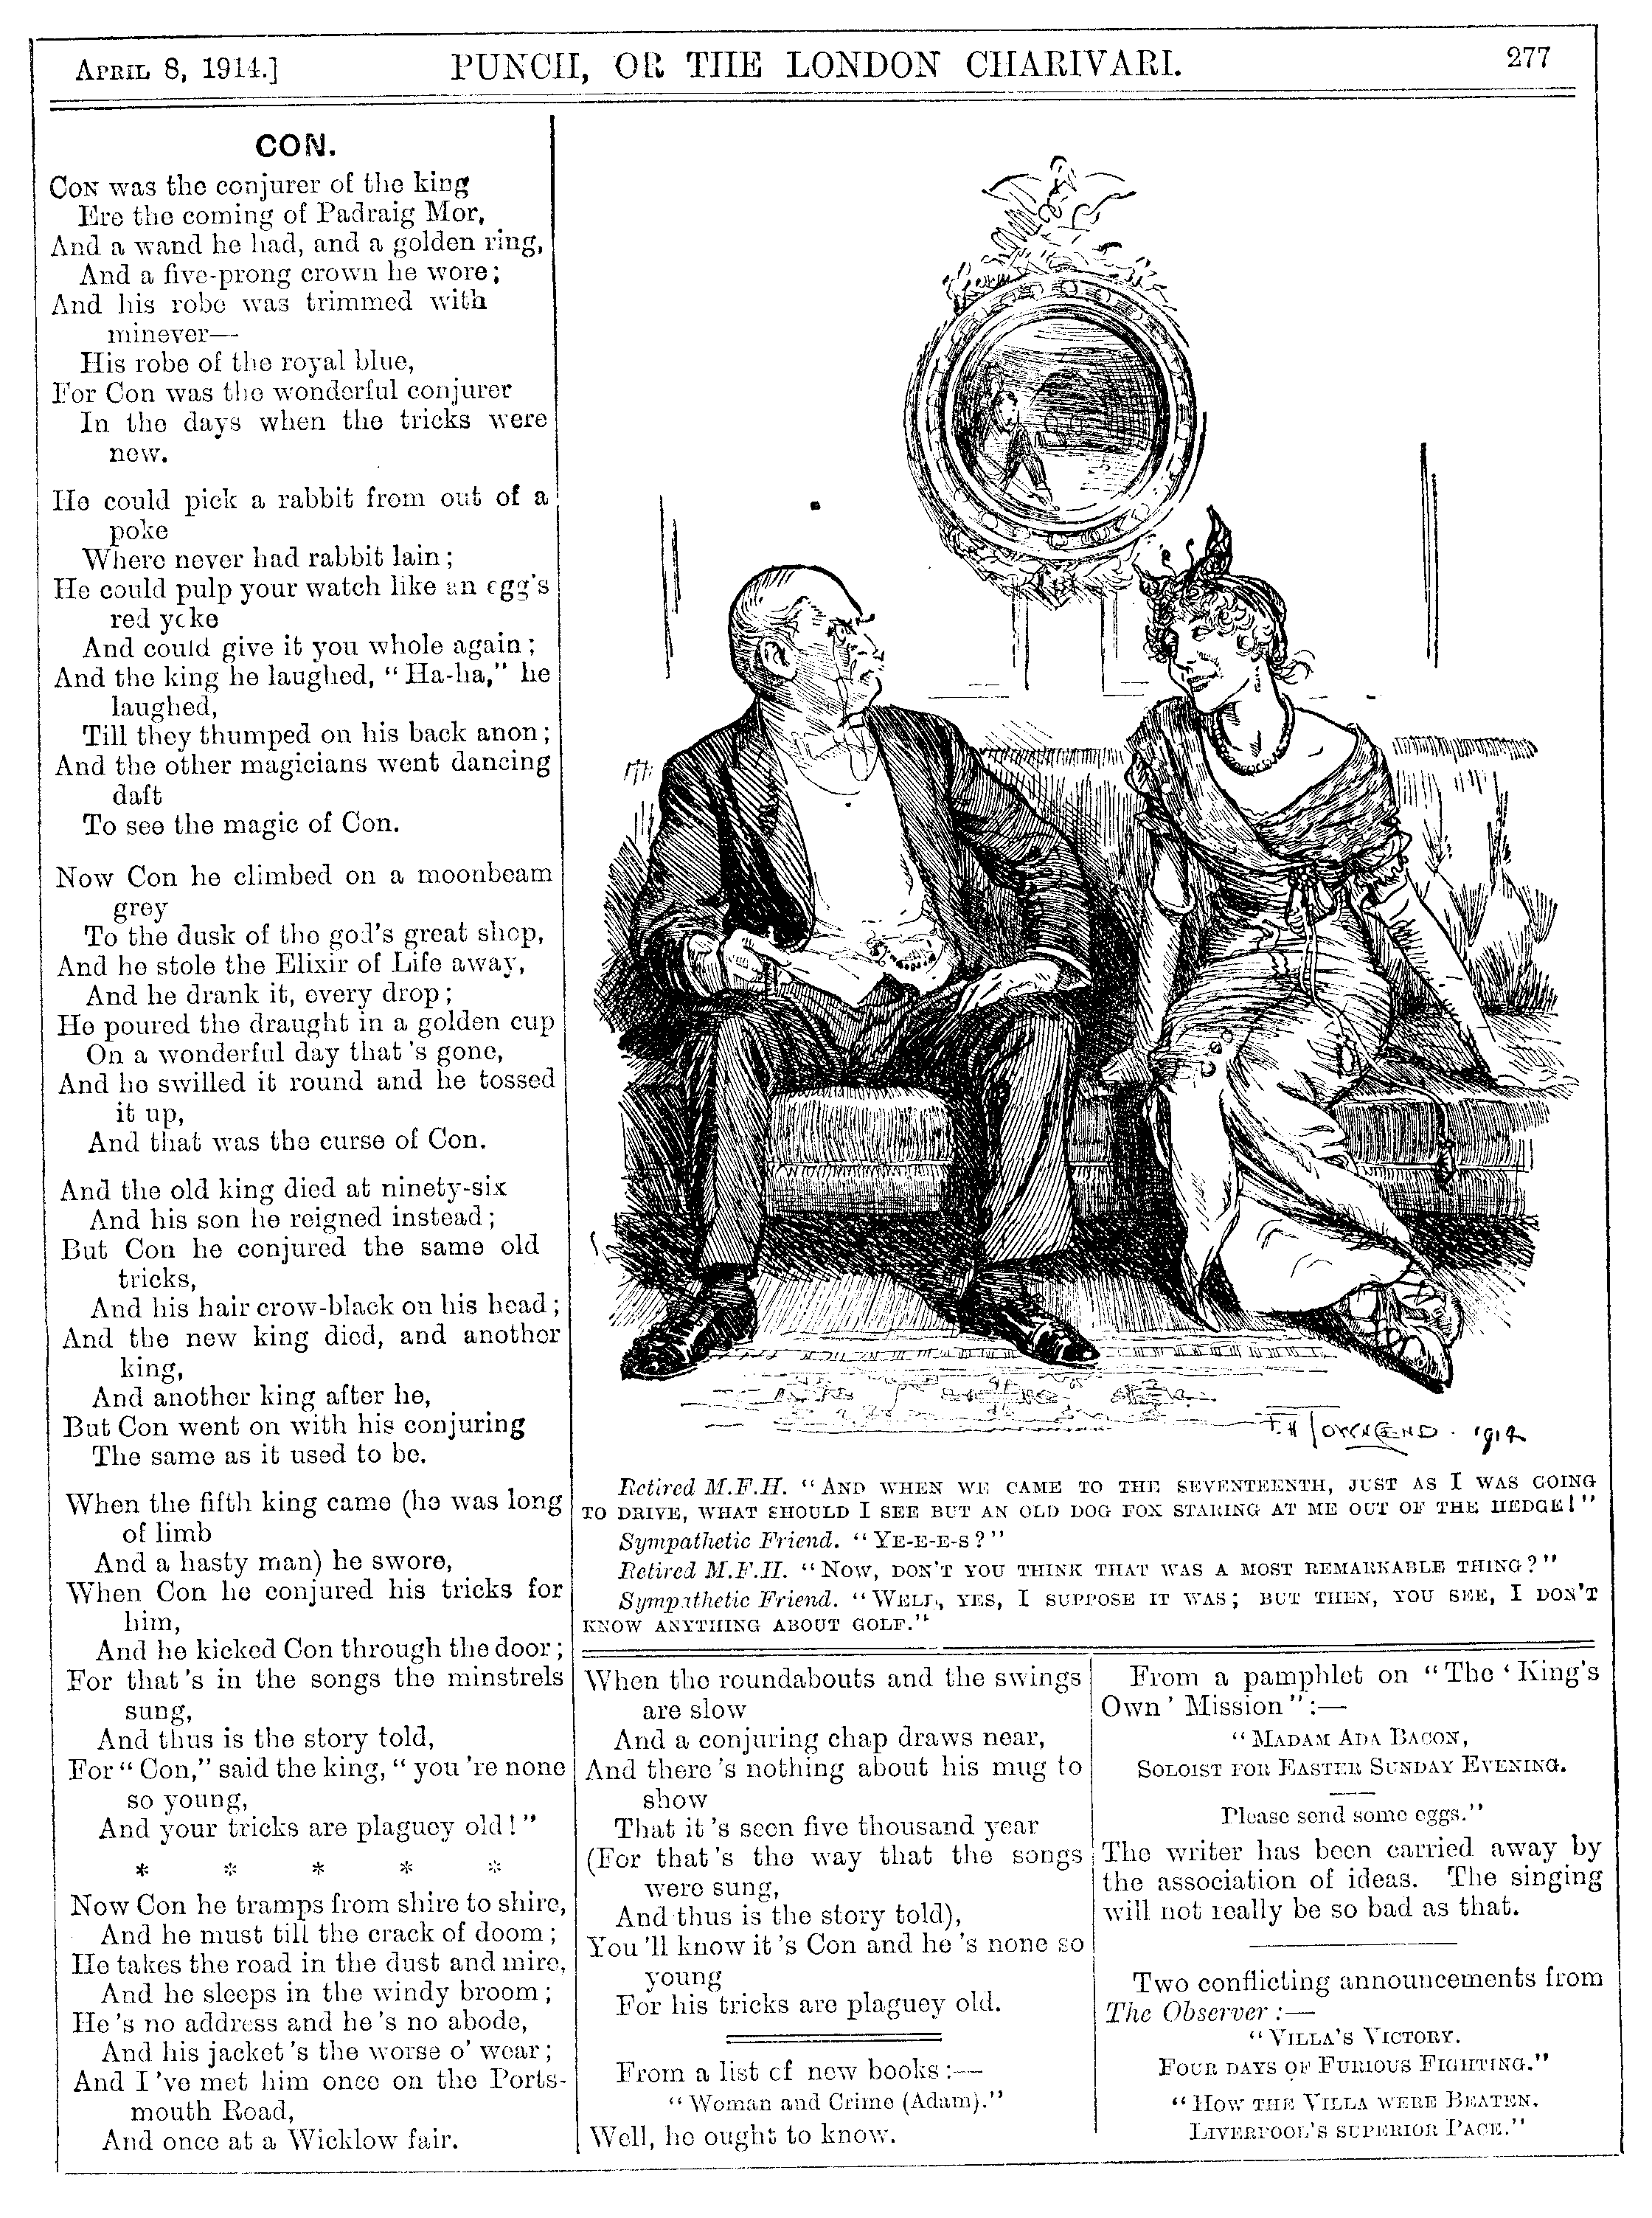 APRIL 8, 1914.]
PUNCH, OR THE LONDON CHARIVARI.
277
CON.
CON was the conjurer of the king
Ere the coming of Padraig Mor,
And a wand he had, and a golden ring,
And a five-prong crown he wore;
And his robe was trimmed with
minever—
His robe of the royal blue,
For Con was the wonderful conjurer
In the days when the tricks were
new.
He could pick a rabbit from out of a
poke
Where never had rabbit lain;
He could pulp your watch like an egg's
red yoke
And could give it you whole again;
And the king he laughed, "Ha-ha," he
laughed,
Till they thumped on his back anon;
And the other magicians went dancing
daft
To see the magic of Con.
Now Con he climbed on a moonbeam
grey
To the dusk of the god's great shop,
And he stole the Elixir of Life away,
And he drank it, every drop;
He poured the draught in a golden cup
On a wonderful day that's gone,
And he swilled it round and he tossed
it up,
And that was the curse of Con.
And the old king died at ninety-six
And his son he reigned instead;
But Con he conjured the same old
tricks,
And his hair crow-black on his head;
And the new king died, and another
king,
And another king after he,
But Con went on with his conjuring
The same as it used to be.
When the fifth king came (he was long
of limb
And a hasty man) he swore,
When Con he conjured his tricks for
him,
And he kicked Con through the door;
For that's in the songs the minstrels
sung,
And thus is the story told,
For "Con," said the king, "you're none
so young,
And your tricks are plaguey old!"
* * * * *
Now Con he tramps from shire to shire,
And he must till the crack of doom;
He takes the road in the dust and mire,
And he sleeps in the windy broom;
He's no address and he's no abode,
And his jacket's the worse o' wear;
And I've met him once on the Ports-
mouth Road,
And once at a Wicklow fair.
F. H. TOWNSEND. 1914
Retired M.F.H. "AND WHEN WE CAME TO THE SEVENTEENTH, JUST AS I WAS GOING
TO DRIVE, WHAT SHOULD I SEE BUT AN OLD DOG FOX STARING AT ME OUT OF THE HEDGE!"
Sympathetic Friend. "YE-E-E-S?"
Retired M.F.H. "NOW, DON'T YOU THINK THAT WAS A MOST REMARKABLE THING?"
Sympathetic Friend. "WELL, YES, I SUPPOSE IT WAS; BUT THEN, YOU SEE, I DON'T
KNOW ANYTHING ABOUT GOLF."
When the roundabouts and the swings
are slow
And a conjuring chap draws near,
And there's nothing about his mug to
show
That it's seen five thousand year
(For that's the way that the songs
were sung,
And thus is the story told),
You'll know it's Con and he's none so
young
For his tricks are plaguey old.
From a list of new books:—
"Woman and Crime (Adam)."
Well, he ought to know.
From a pamphlet on "The 'King's
Own' Mission":—
"MADAM ADA BACON,
SOLOIST FOR EASTER SUNDAY EVENING.
Please send some eggs."
The writer has been carried away by
the association of ideas. The singing
will not really be so bad as that.
Two conflicting announcements from
The Observer:—
"VILLA'S VICTORY.
FOUR DAYS OF FURIOUS FIGHTING."
"HOW THE VILLA WERE BEATEN.
LIVERPOOL'S SUPERIOR PACE."